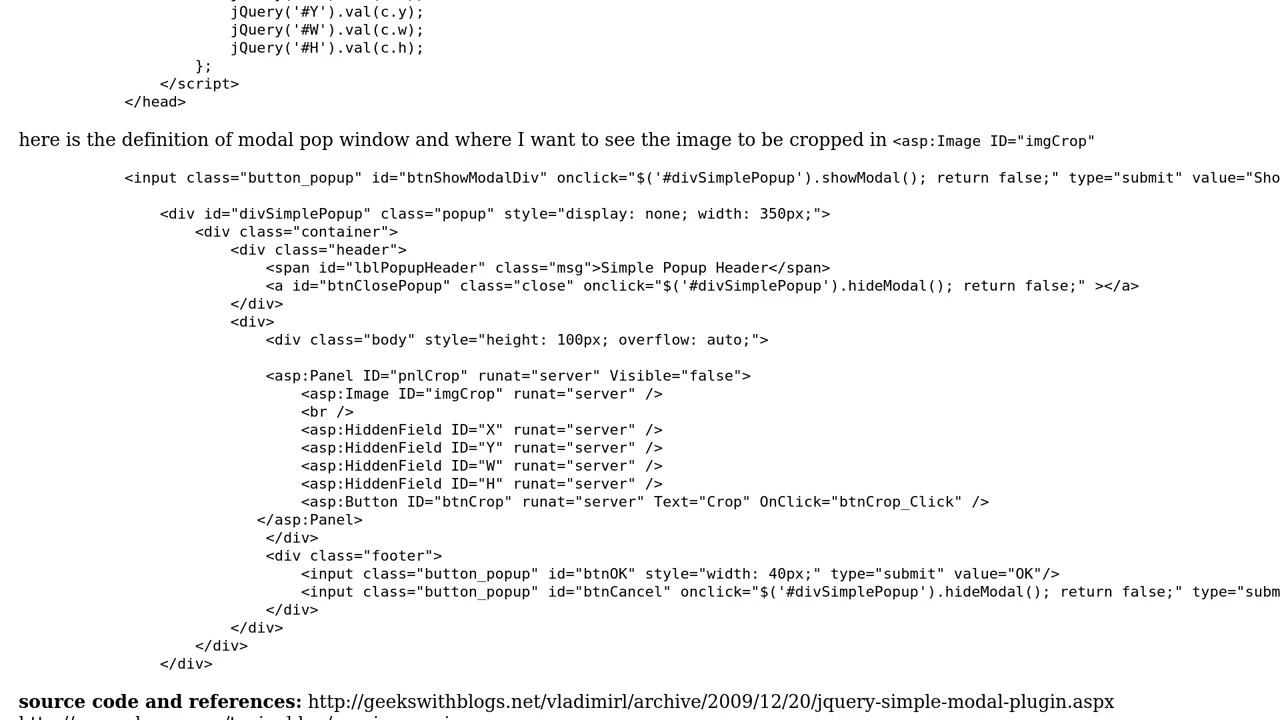 jQuery('#Y').val(c.y);
jQuery('#W').val(c.w);
jQuery('#H').val(c.h);
};
</script>
</head>
here is the definition of modal pop window and where I want to see the image to be cropped in <asp:Image ID="imgCrop"
<input class="button_popup" id="btnShowModalDiv" onclick="$('#divSimplePopup').showModal(); return false;" type="submit" value="Sho
<div id="divSimplePopup" class="popup" style="display: none; width: 350px;">
<div class="container">
<div class="header">
<span id="lblPopupHeader" class="msg">Simple Popup Header</span>
<a id="btnClosePopup" class="close" onclick="$('#divSimplePopup').hideModal(); return false;" ></a>
</div>
<div>
<div class="body" style="height: 100px; overflow: auto;">
<asp:Panel ID="pnlCrop" runat="server" Visible="false">
<asp:Image ID="imgCrop" runat="server" />
<br />
<asp:HiddenField ID="X" runat="server" />
<asp:HiddenField ID="Y" runat="server" />
<asp:HiddenField ID="W" runat="server" />
<asp:HiddenField ID="H" runat="server" />
<asp:Button ID="btnCrop" runat="server" Text="Crop" OnClick="btnCrop_Click" />
</asp:Panel>
</div>
<div class="footer">
<input class="button_popup" id="btnOK" style="width: 40px;" type="submit" value="OK"/>
<input class="button_popup" id="btnCancel" onclick="$('#divSimplePopup').hideModal(); return false;" type="subm
</div>
</div>
</div>
</div>
source code and references: http://geekswithblogs.net/vladimirl/archive/2009/12/20/jquery-simple-modal-plugin.aspx